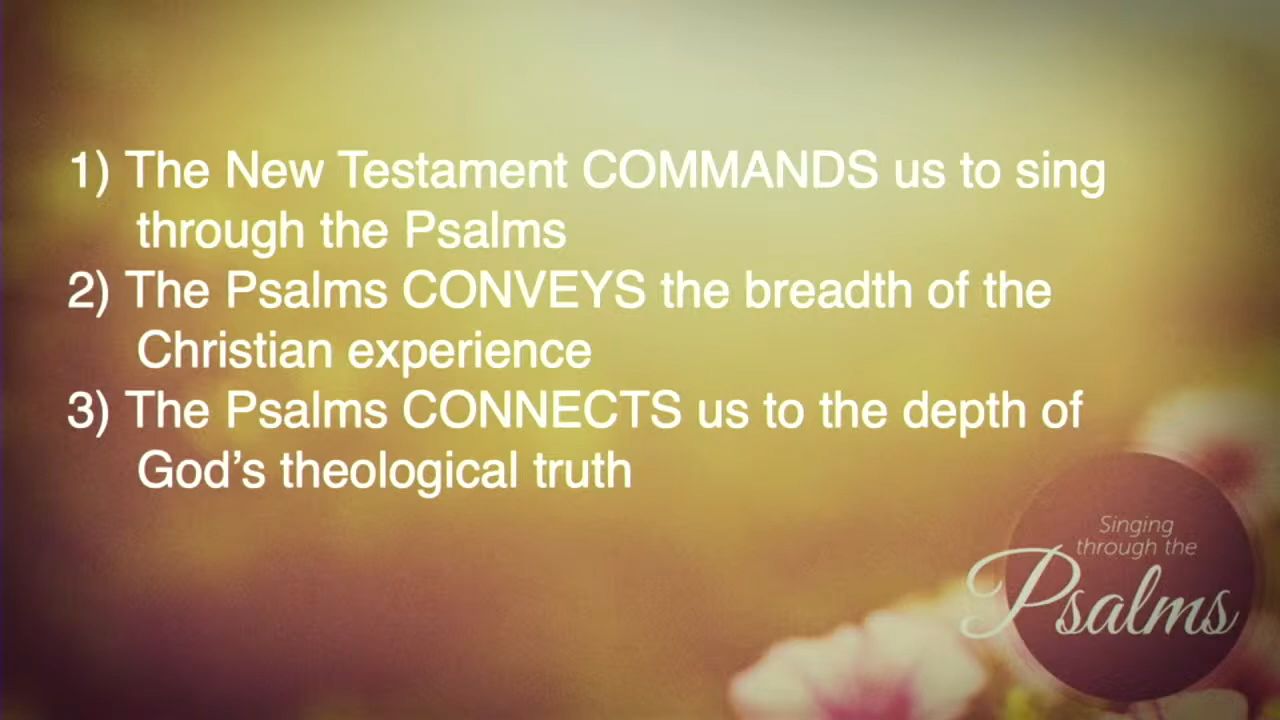 1) The New Testament COMMANDS us to sing
through the Psalms
2) The Psalms CONVEYS the breadth of the
Christian experience
3) The Psalms CONNECTS us to the depth of
God’s theological truth
Singing
through the
Psalms